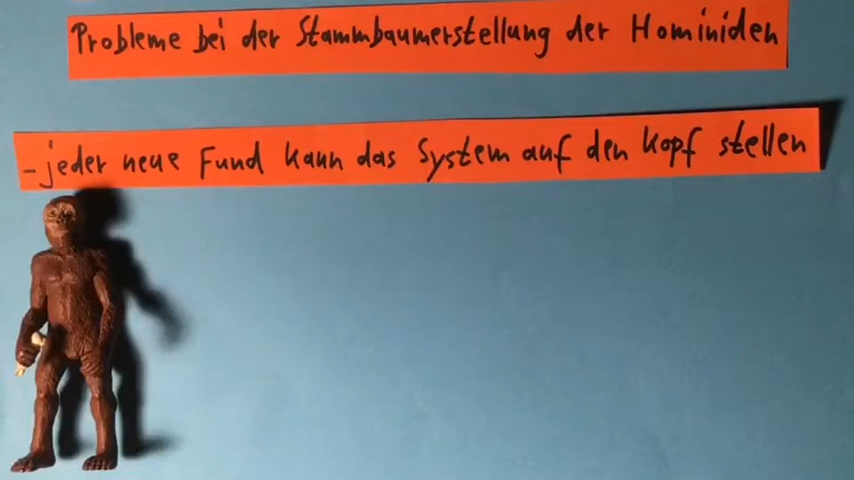 Probleme bei der Stammbaumerstellung der Hominiden
- jeder neue Fund kann das System auf den Kopf stellen